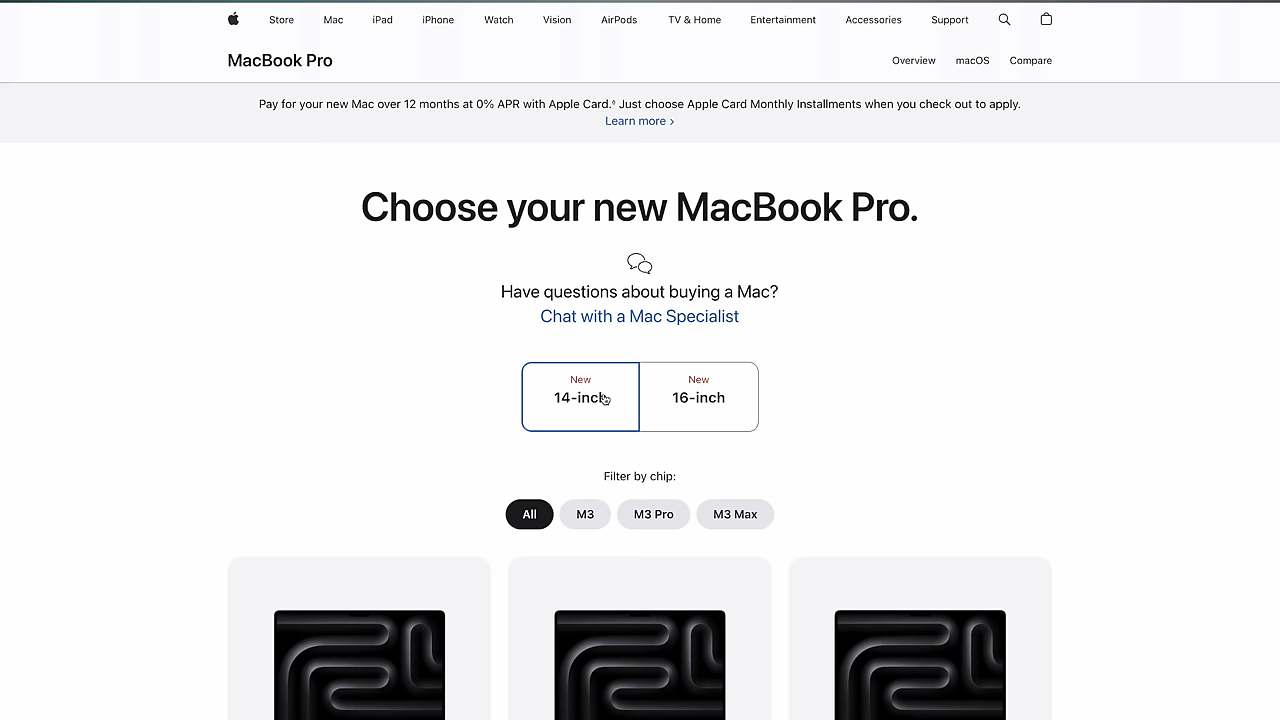 Store Mac iPad iPhone Watch Vision AirPods TV & Home Entertainment Accessories Support
MacBook Pro Overview macOS Compare
Pay for your new Mac over 12 months at 0% APR with Apple Card.◊ Just choose Apple Card Monthly Installments when you check out to apply.
Learn more >
Choose your new MacBook Pro.
Have questions about buying a Mac?
Chat with a Mac Specialist
New New
14-inch 16-inch
Filter by chip:
All M3 M3 Pro M3 Max